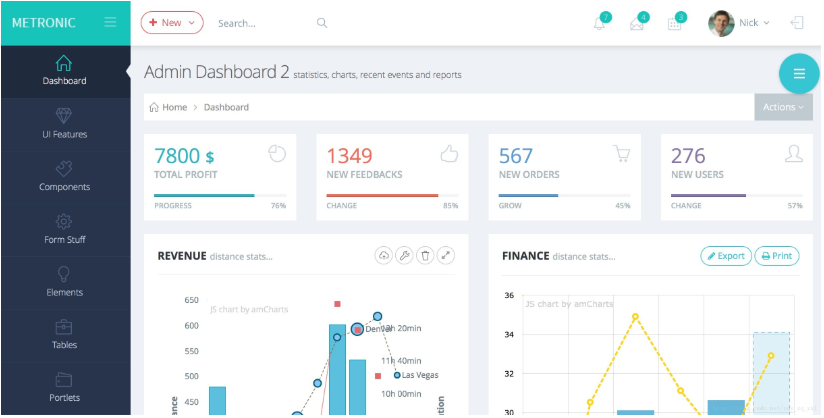 METRONIC
+ New
Search...
7
4
3
Nick
Dashboard
UI Features
Components
Form Stuff
Elements
Tables
Portlets
Admin Dashboard 2 statistics, charts, recent events and reports
Home > Dashboard
Actions
7800 $
TOTAL PROFIT
PROGRESS 76%
1349
NEW FEEDBACKS
CHANGE 85%
567
NEW ORDERS
GROW 45%
276
NEW USERS
CHANGE 57%
REVENUE distance stats...
650
600
550
500
450
JS chart by amCharts
Denver
13h 20min
11h 40min
Las Vegas
10h 00min
FINANCE distance stats...
Export
Print
36
34
32
30
JS chart by amCharts